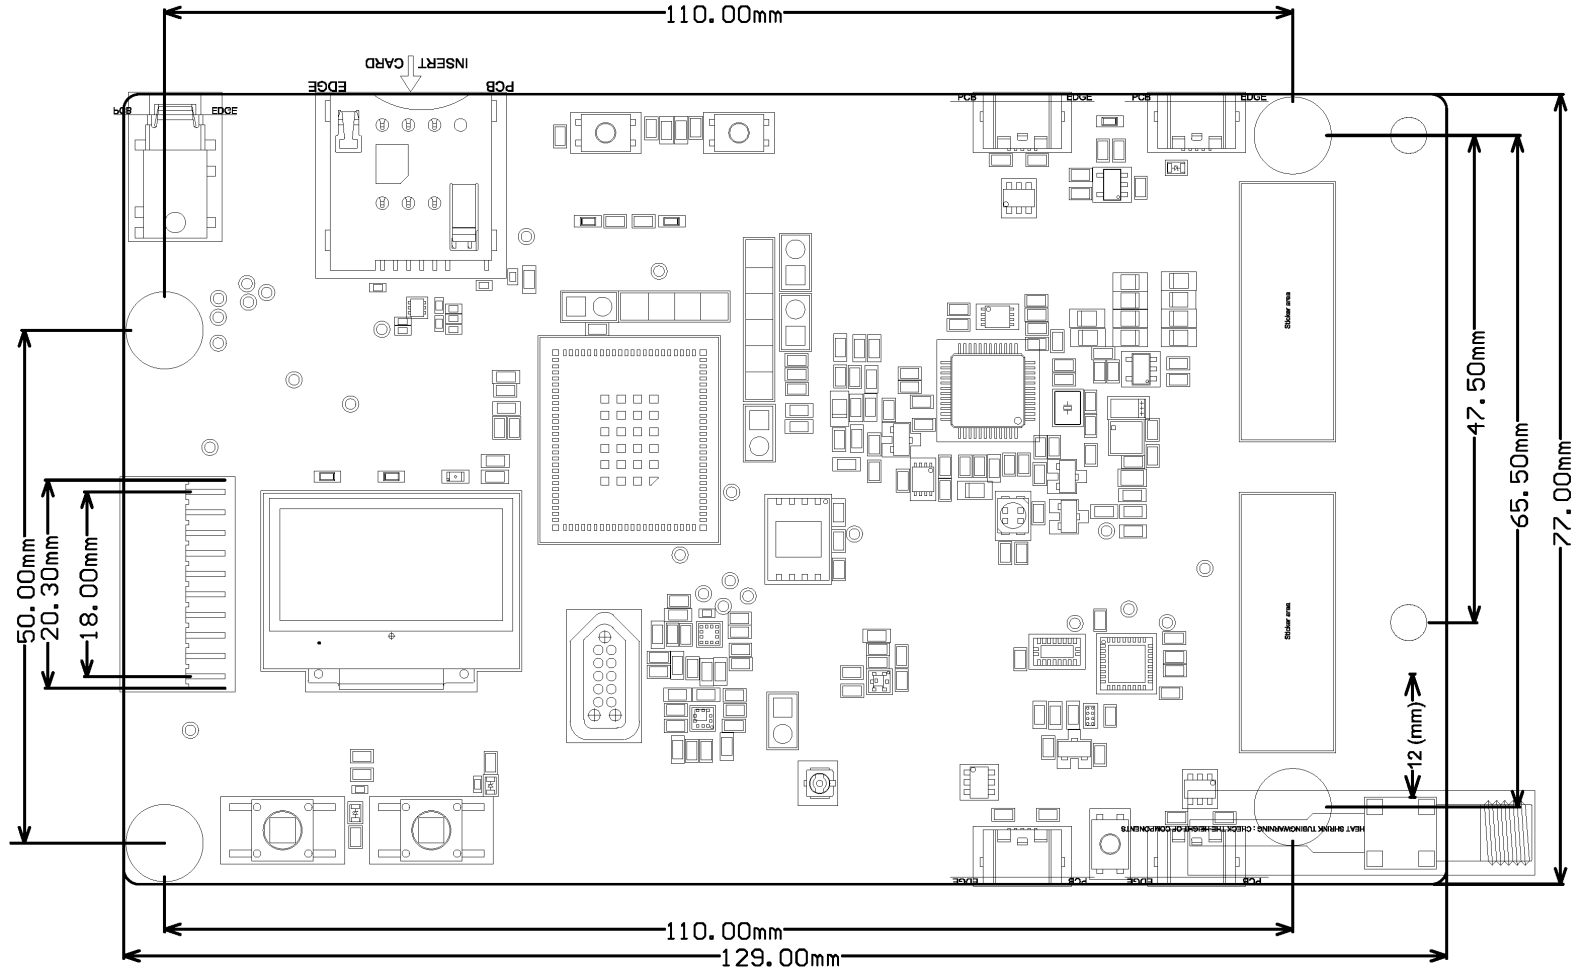 110.00mm
INSERT CARD
EDGE
PCB
PCB
EDGE
PCB
EDGE
PCB
EDGE
Sticker area
47.50mm
65.50mm
77.00mm
50.00mm
20.30mm
18.00mm
Sticker area
12 (mm)
HEAT SHRINK TUBING/WARNING : CHECK THE HEIGHT OF COMPONENTS
EDGE
PCB
EDGE
PCB
110.00mm
129.00mm